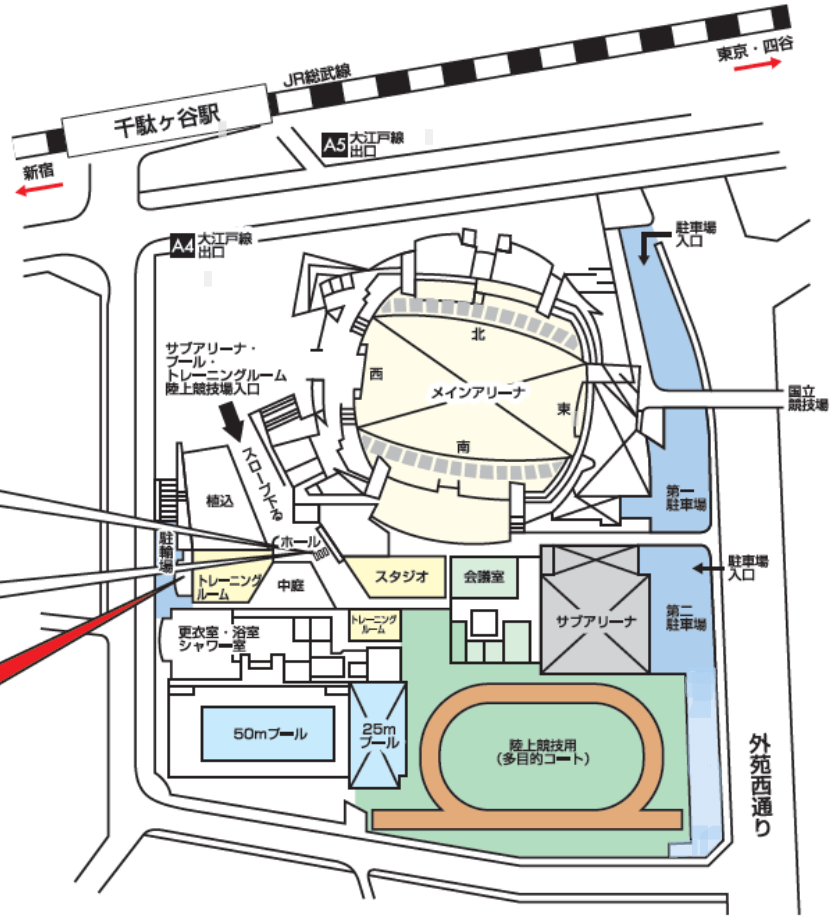 東京・四谷
JR総武線
千駄ヶ谷駅
新宿
A5 大江戸線
出口
A4 大江戸線
出口
駐車場
入口
サブアリーナ・
プール・
トレーニングルーム
陸上競技場入口
北
西
メインアリーナ
東
南
国立
競技場
スロープ下る
植込
第一
駐車場
ホール
駐輪場
トレーニング
ルーム
中庭
スタジオ
会議室
駐車場
入口
サブアリーナ
第二
駐車場
更衣室・浴室
シャワー室
トレーニング
ルーム
50mプール
25m
プール
陸上競技用
(多目的コート)
外苑西通り